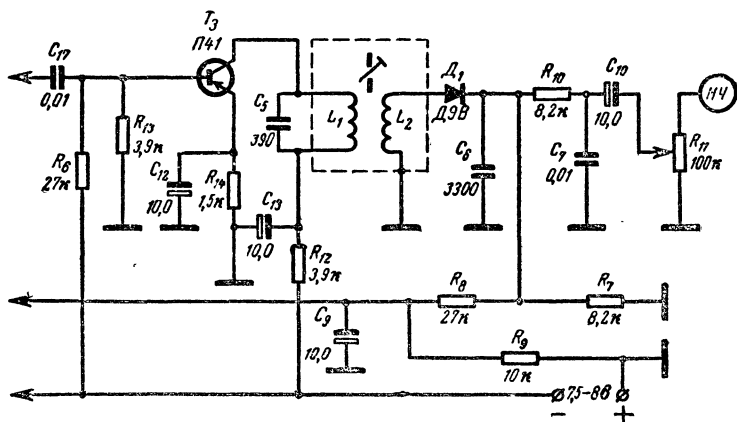 T₃
П41
C₁₇
0,01
R₁₃
3,9к
R₆
27к
C₁₂
10,0
R₁₄
1,5к
C₁₃
10,0
R₁₂
3,9к
C₅
390
L₁
L₂
Д₁
Д9В
C₆
3300
R₁₀
8,2к
C₁₀
10,0
C₇
0,01
НЧ
R₁₁
100к
R₈
27к
R₇
8,2к
C₉
10,0
R₉
10к
7,5-8в
- +